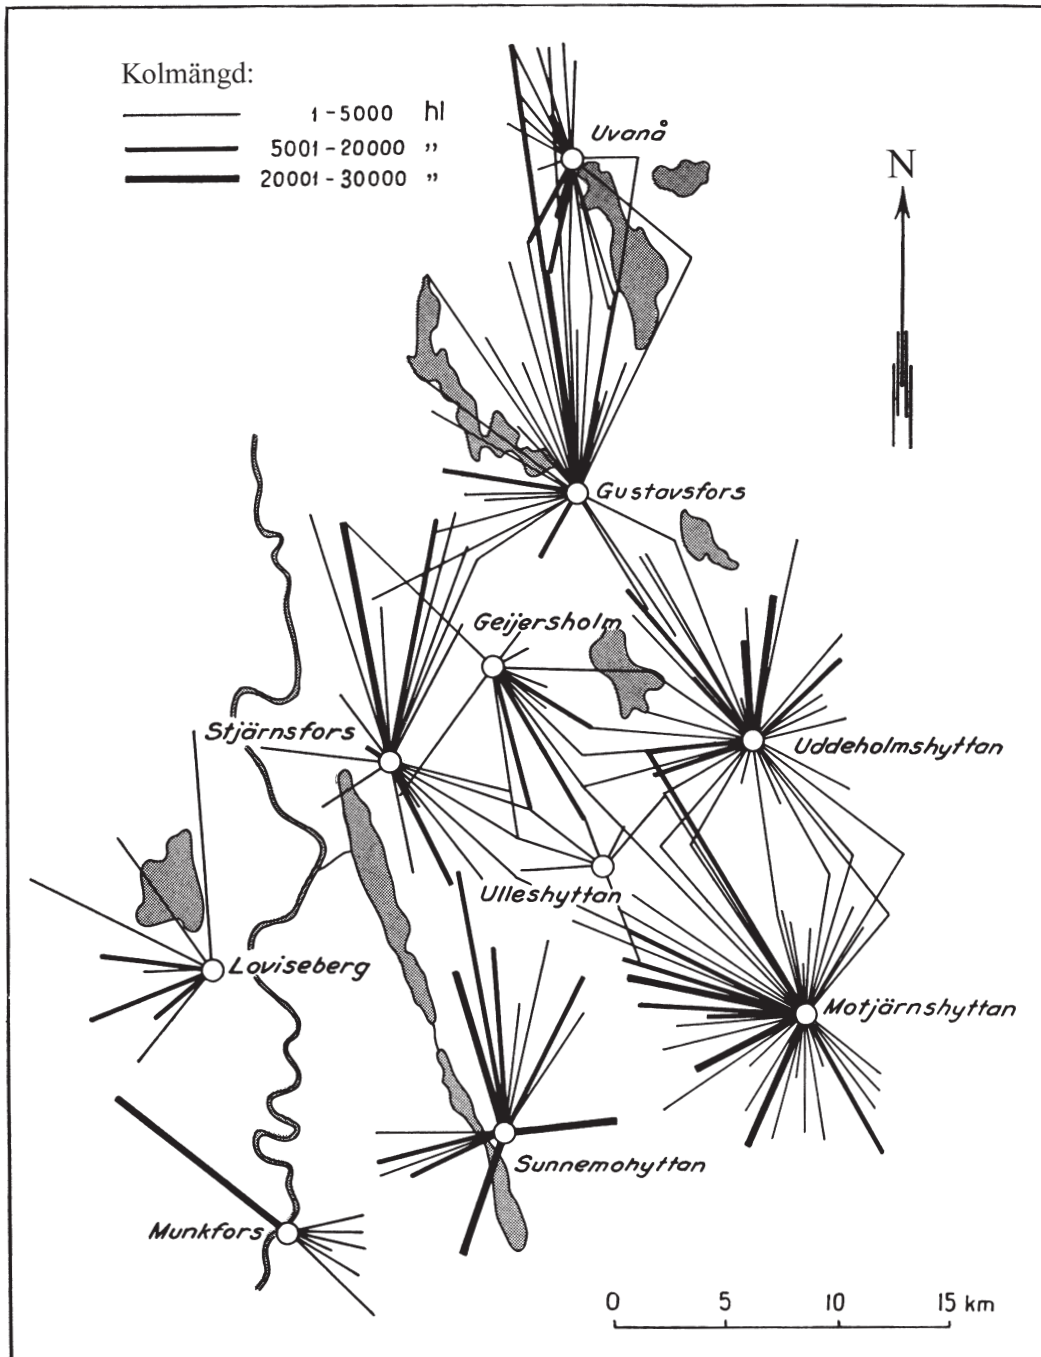 Kolmängd:
1-5000 hl
5001-20000 „
20001-30000 „
Uvanå
N
Gustavsfors
Geijersholm
Stjärnsfors
Uddeholmshyttan
Ulleshyttan
Loviseberg
Motjärnshyttan
Sunnemohyttan
Munkfors
0 5 10 15 km